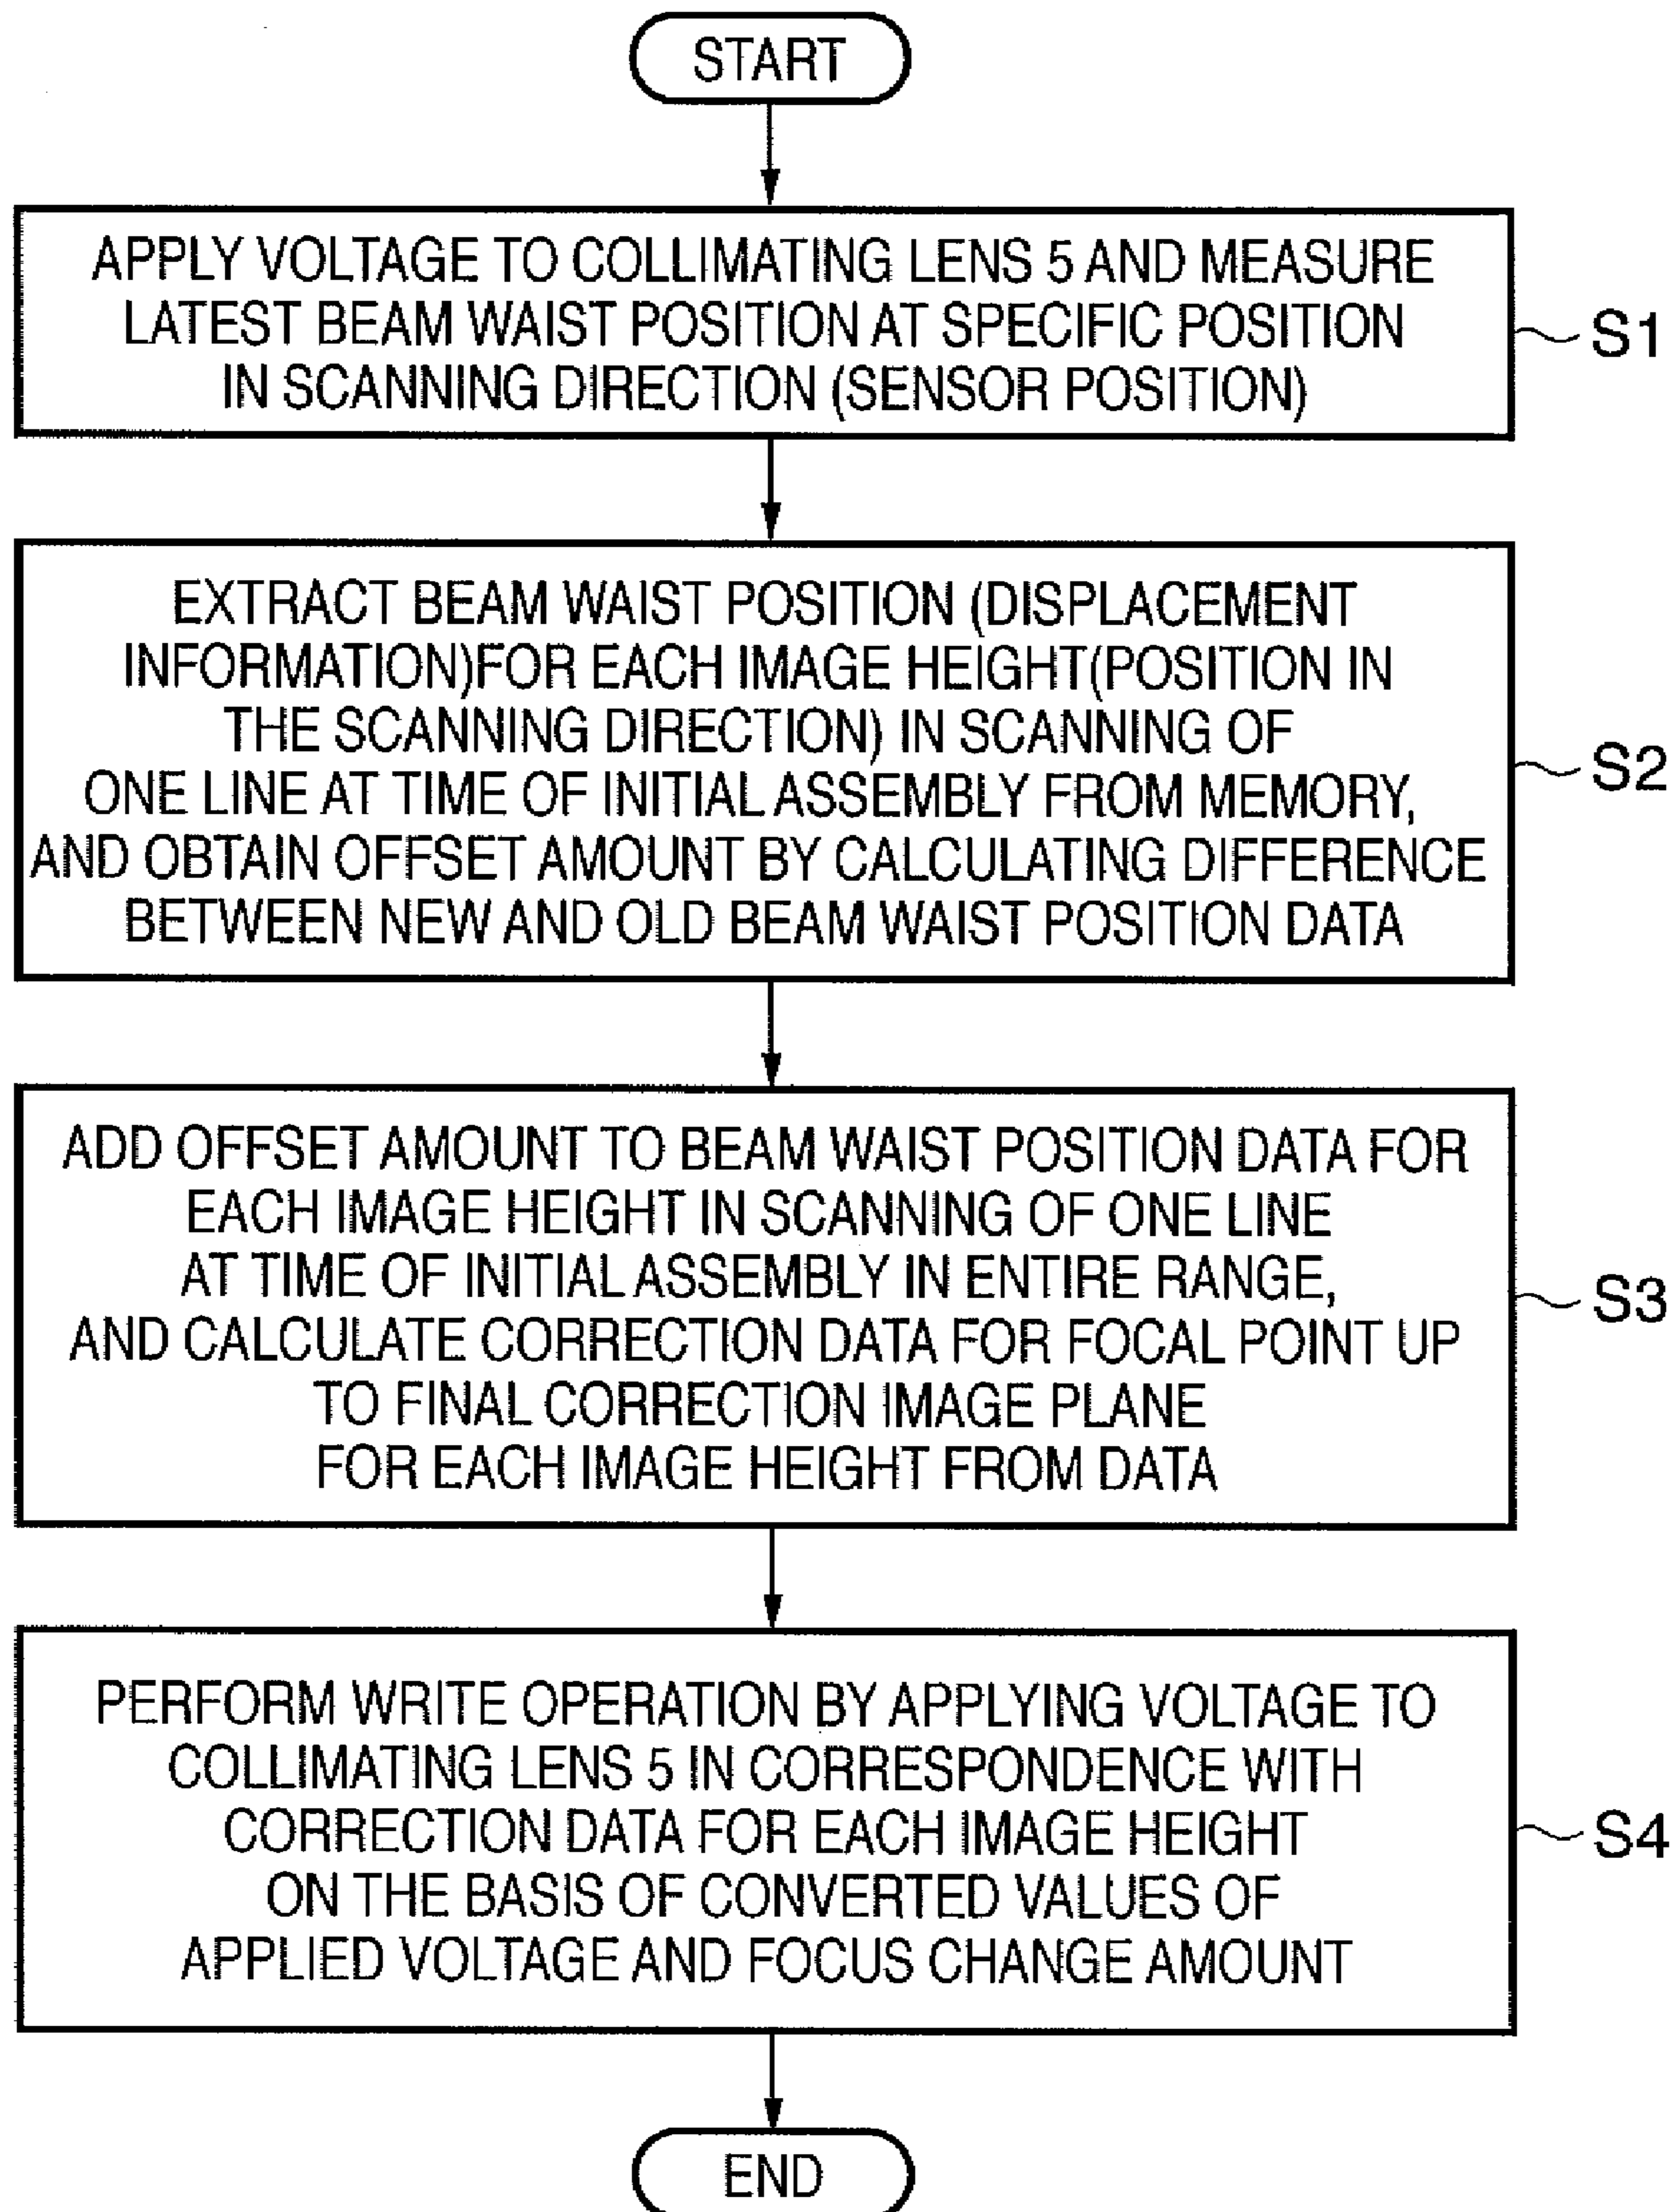 START
APPLY VOLTAGE TO COLLIMATING LENS 5 AND MEASURE
LATEST BEAM WAIST POSITION AT SPECIFIC POSITION
IN SCANNING DIRECTION (SENSOR POSITION)
S1
EXTRACT BEAM WAIST POSITION (DISPLACEMENT
INFORMATION)FOR EACH IMAGE HEIGHT(POSITION IN
THE SCANNING DIRECTION) IN SCANNING OF
ONE LINE AT TIME OF INITIAL ASSEMBLY FROM MEMORY,
AND OBTAIN OFFSET AMOUNT BY CALCULATING DIFFERENCE
BETWEEN NEW AND OLD BEAM WAIST POSITION DATA
S2
ADD OFFSET AMOUNT TO BEAM WAIST POSITION DATA FOR
EACH IMAGE HEIGHT IN SCANNING OF ONE LINE
AT TIME OF INITIAL ASSEMBLY IN ENTIRE RANGE,
AND CALCULATE CORRECTION DATA FOR FOCAL POINT UP
TO FINAL CORRECTION IMAGE PLANE
FOR EACH IMAGE HEIGHT FROM DATA
S3
PERFORM WRITE OPERATION BY APPLYING VOLTAGE TO
COLLIMATING LENS 5 IN CORRESPONDENCE WITH
CORRECTION DATA FOR EACH IMAGE HEIGHT
ON THE BASIS OF CONVERTED VALUES OF
APPLIED VOLTAGE AND FOCUS CHANGE AMOUNT
S4
END